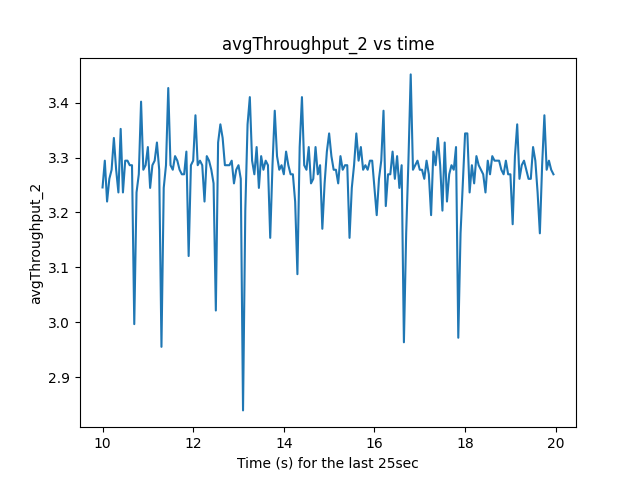 avgThroughput_2 vs time
avgThroughput_2
3.4
3.3
3.2
3.1
3.0
2.9
10 12 14 16 18 20
Time (s) for the last 25sec